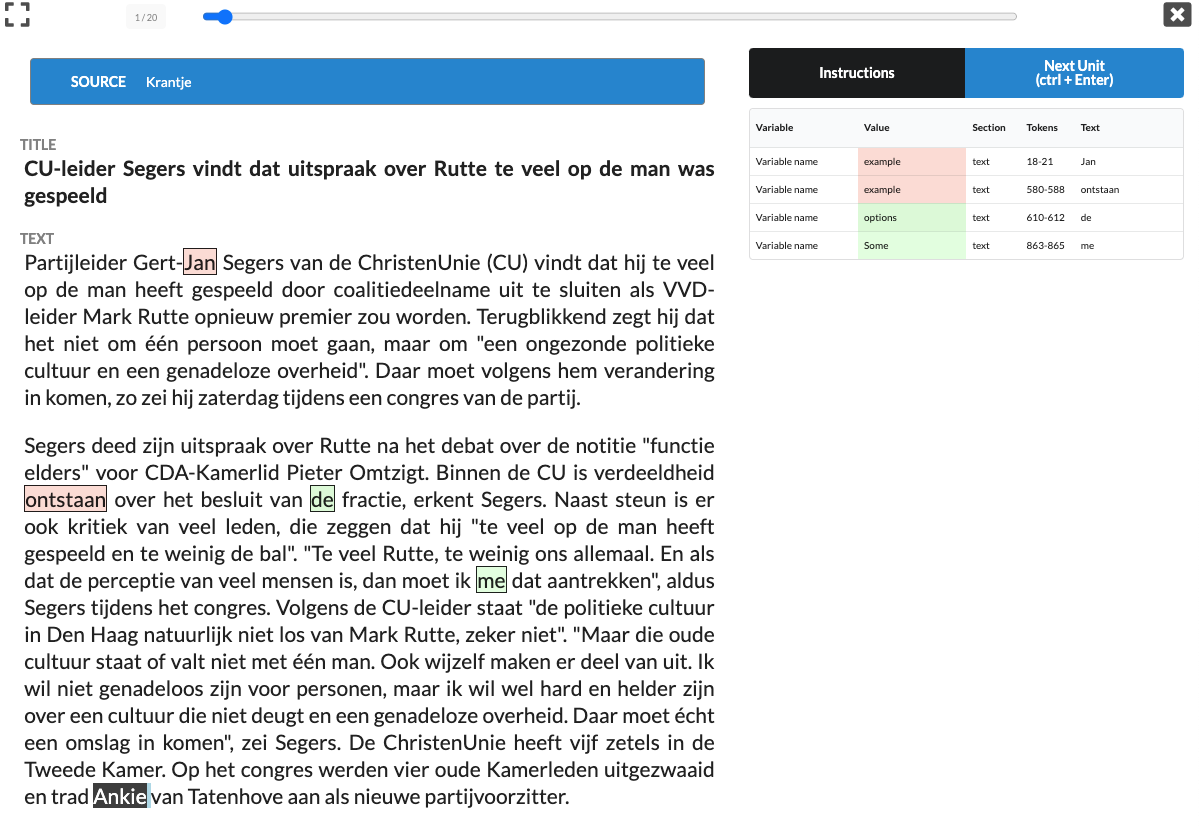 1 / 20
SOURCE Krantje
TITLE
CU-leider Segers vindt dat uitspraak over Rutte te veel op de man was
gespeeld
TEXT
Partijleider Gert-Jan Segers van de ChristenUnie (CU) vindt dat hij te veel
op de man heeft gespeeld door coalitiedeelname uit te sluiten als VVD-
leider Mark Rutte opnieuw premier zou worden. Terugblikkend zegt hij dat
het niet om één persoon moet gaan, maar om "een ongezonde politieke
cultuur en een genadeloze overheid". Daar moet volgens hem verandering
in komen, zo zei hij zaterdag tijdens een congres van de partij.
Segers deed zijn uitspraak over Rutte na het debat over de notitie "functie
elders" voor CDA-Kamerlid Pieter Omtzigt. Binnen de CU is verdeeldheid
ontstaan over het besluit van de fractie, erkent Segers. Naast steun is er
ook kritiek van veel leden, die zeggen dat hij "te veel op de man heeft
gespeeld en te weinig de bal". "Te veel Rutte, te weinig ons allemaal. En als
dat de perceptie van veel mensen is, dan moet ik me dat aantrekken", aldus
Segers tijdens het congres. Volgens de CU-leider staat "de politieke cultuur
in Den Haag natuurlijk niet los van Mark Rutte, zeker niet". "Maar die oude
cultuur staat of valt niet met één man. Ook wijzelf maken er deel van uit. Ik
wil niet genadeloos zijn voor personen, maar ik wil wel hard en helder zijn
over een cultuur die niet deugt en een genadeloze overheid. Daar moet écht
een omslag in komen", zei Segers. De ChristenUnie heeft vijf zetels in de
Tweede Kamer. Op het congres werden vier oude Kamerleden uitgezwaaid
en trad Ankie van Tatenhove aan als nieuwe partijvoorzitter.
Instructions
Next Unit
(ctrl + Enter)
Variable Value Section Tokens Text
Variable name example text 18-21 Jan
Variable name example text 580-588 ontstaan
Variable name options text 610-612 de
Variable name Some text 863-865 me